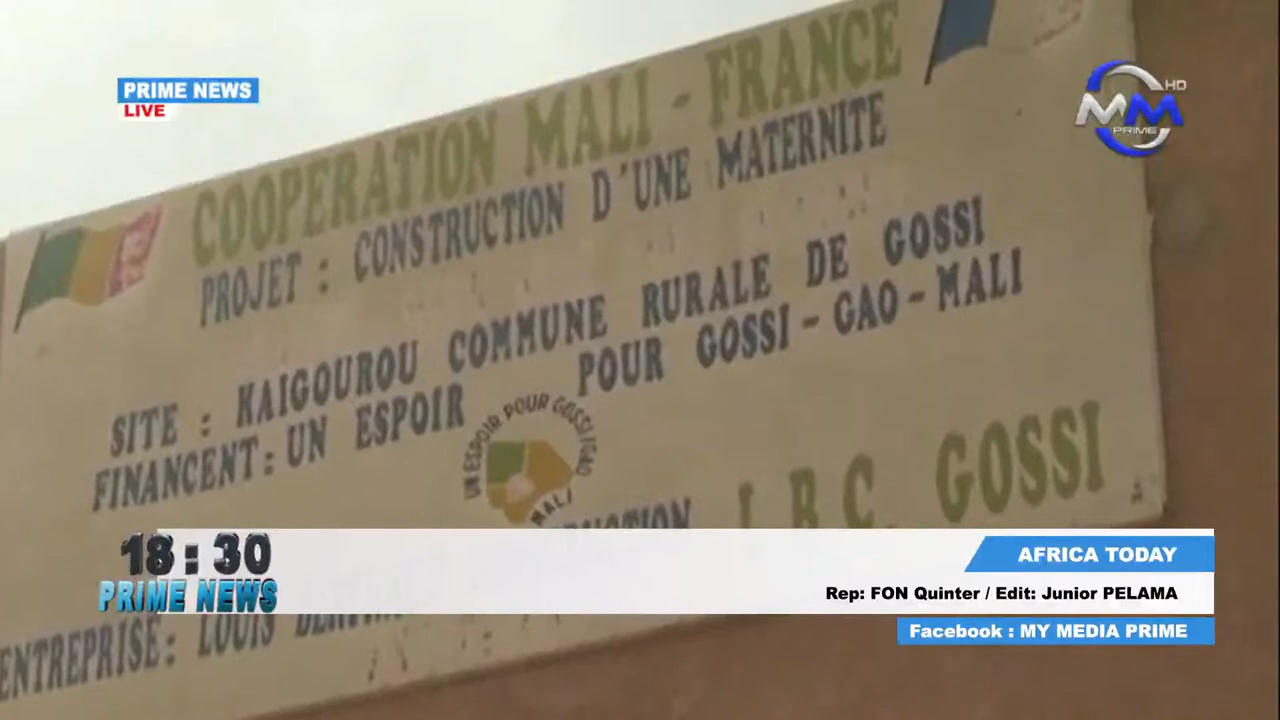 PRIME NEWS
LIVE
MM HD
PRIME
COOPERATION MALI - FRANCE
PROJET : CONSTRUCTION D'UNE MATERNITE
SITE : KAIGOUROU COMMUNE RURALE DE GOSSI
FINANCENT : UN ESPOIR POUR GOSSI - GAO - MALI
UN ESPOIR POUR GOSSI GAO
MALI
GOSSI
ENTREPRISE : LOUIS
18:30
PRIME NEWS
AFRICA TODAY
Rep: FON Quinter / Edit: Junior PELAMA
Facebook : MY MEDIA PRIME